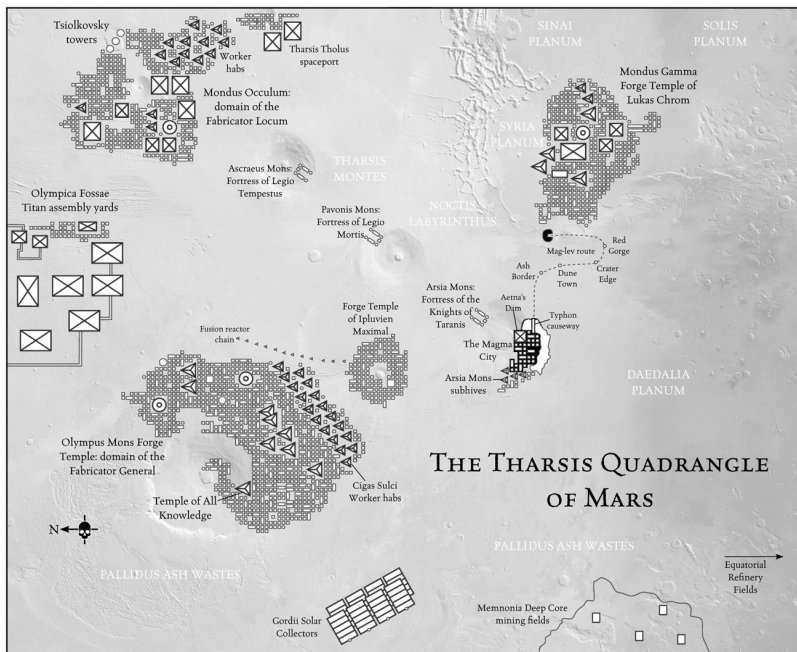 Tsiolkovsky
towers
Worker
habs
Tharsis Tholus
spaceport
SINAI
PLANUM
SOLIS
PLANUM
Mondus Occulum:
domain of the
Fabricator Locum
Mondus Gamma
Forge Temple of
Lukas Chrom
SYRIA
PLANUM
THARSIS
MONTES
Ascraeus Mons:
Fortress of Legio
Tempestus
NOCTIS
LABYRINTHUS
Olympica Fossae
Titan assembly yards
Pavonis Mons:
Fortress of Legio
Mortis
Mag-lev route
Red
Gorge
Ash
Border
Dune
Town
Crater
Edge
Arsia Mons:
Fortress of the
Knights of
Taranis
Aetna's
Dam
Typhon
causeway
The Magma
City
Arsia Mons
subhives
Forge Temple
of Ipluvien
Maximal
Fusion reactor
chain
DAEDALIA
PLANUM
Olympus Mons Forge
Temple: domain of the
Fabricator General
Temple of All
Knowledge
Cigas Sulci
Worker habs
The Tharsis Quadrangle
of Mars
N
PALLIDUS ASH WASTES
PALLIDUS ASH WASTES
Equatorial
Refinery
Fields
Gordii Solar
Collectors
Memnonia Deep Core
mining fields